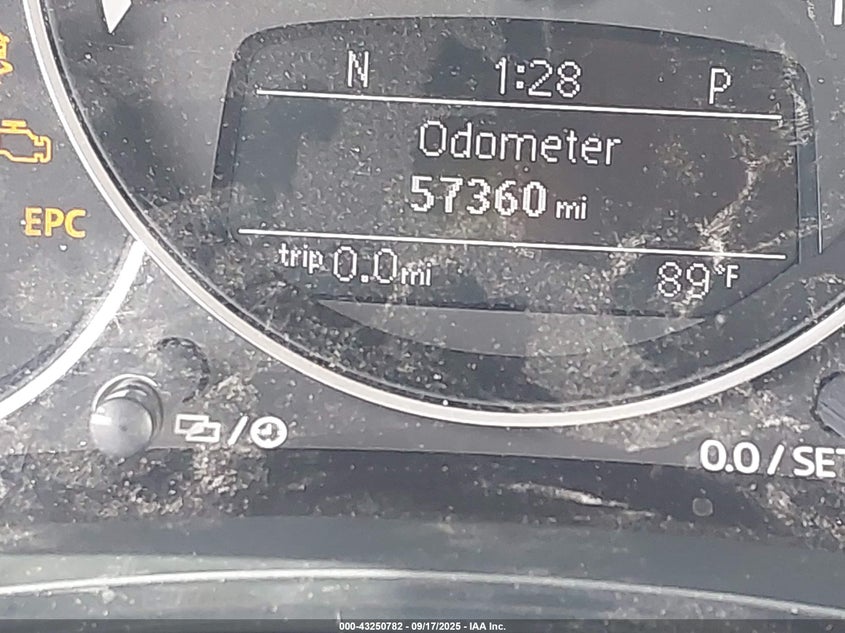 N 1:28 P
Odometer
57360 mi
trip 0.0 mi 89°F
EPC
0.0 / SET
000-43250782 - 09/17/2025 - IAA Inc.